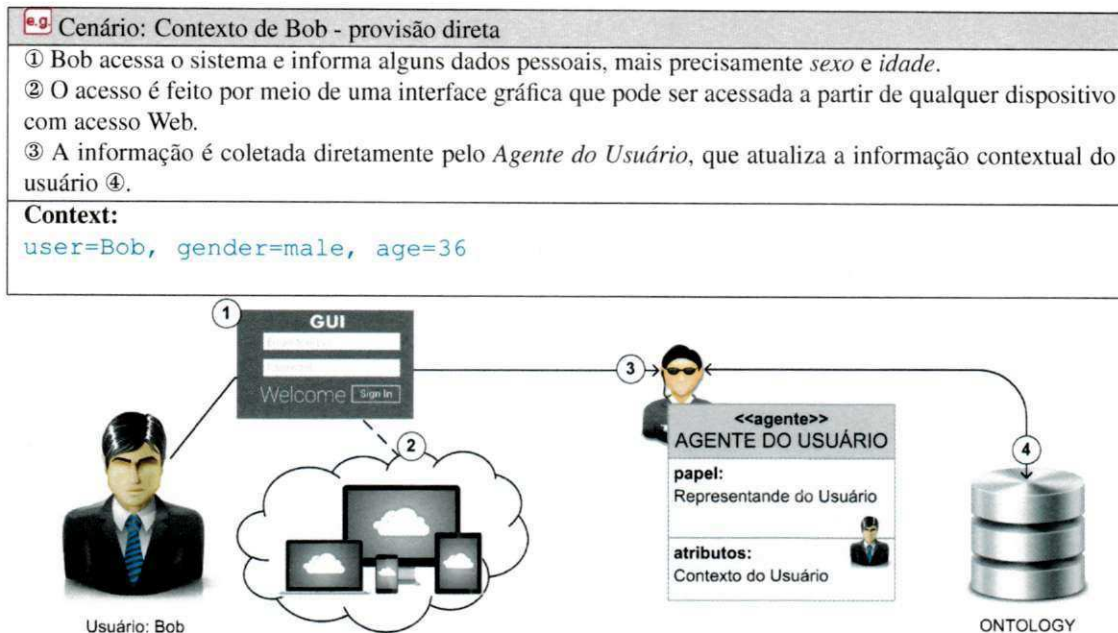 e.g. Cenário: Contexto de Bob - provisão direta
① Bob acessa o sistema e informa alguns dados pessoais, mais precisamente sexo e idade.
② O acesso é feito por meio de uma interface gráfica que pode ser acessada a partir de qualquer dispositivo
com acesso Web.
③ A informação é coletada diretamente pelo Agente do Usuário, que atualiza a informação contextual do
usuário ④.
Context:
user=Bob, gender=male, age=36
1
GUI
Welcome Sign In
2
3
<<agente>>
AGENTE DO USUÁRIO
papel:
Representande do Usuário
atributos:
Contexto do Usuário
4
Usuário: Bob
ONTOLOGY